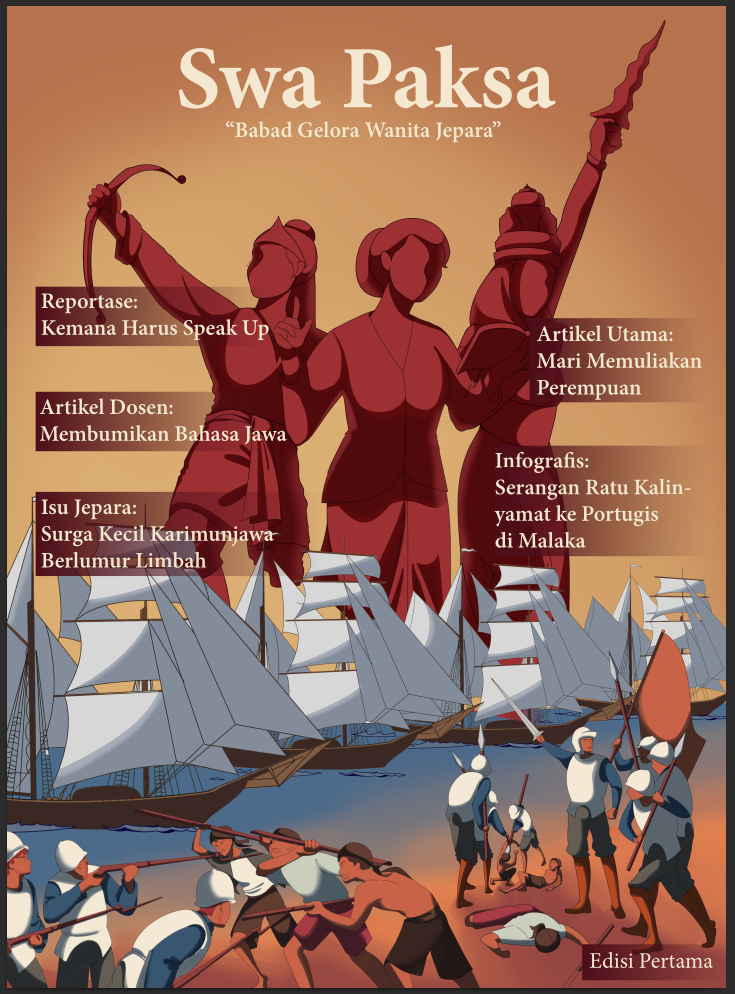 Swa Paksa
“Babad Gelora Wanita Jepara”
Reportase:
Kemana Harus Speak Up
Artikel Dosen:
Membumikan Bahasa Jawa
Isu Jepara:
Surga Kecil Karimunjawa
Berlumur Limbah
Artikel Utama:
Mari Memuliakan
Perempuan
Infografis:
Serangan Ratu Kalin-
yamat ke Portugis
di Malaka
Edisi Pertama